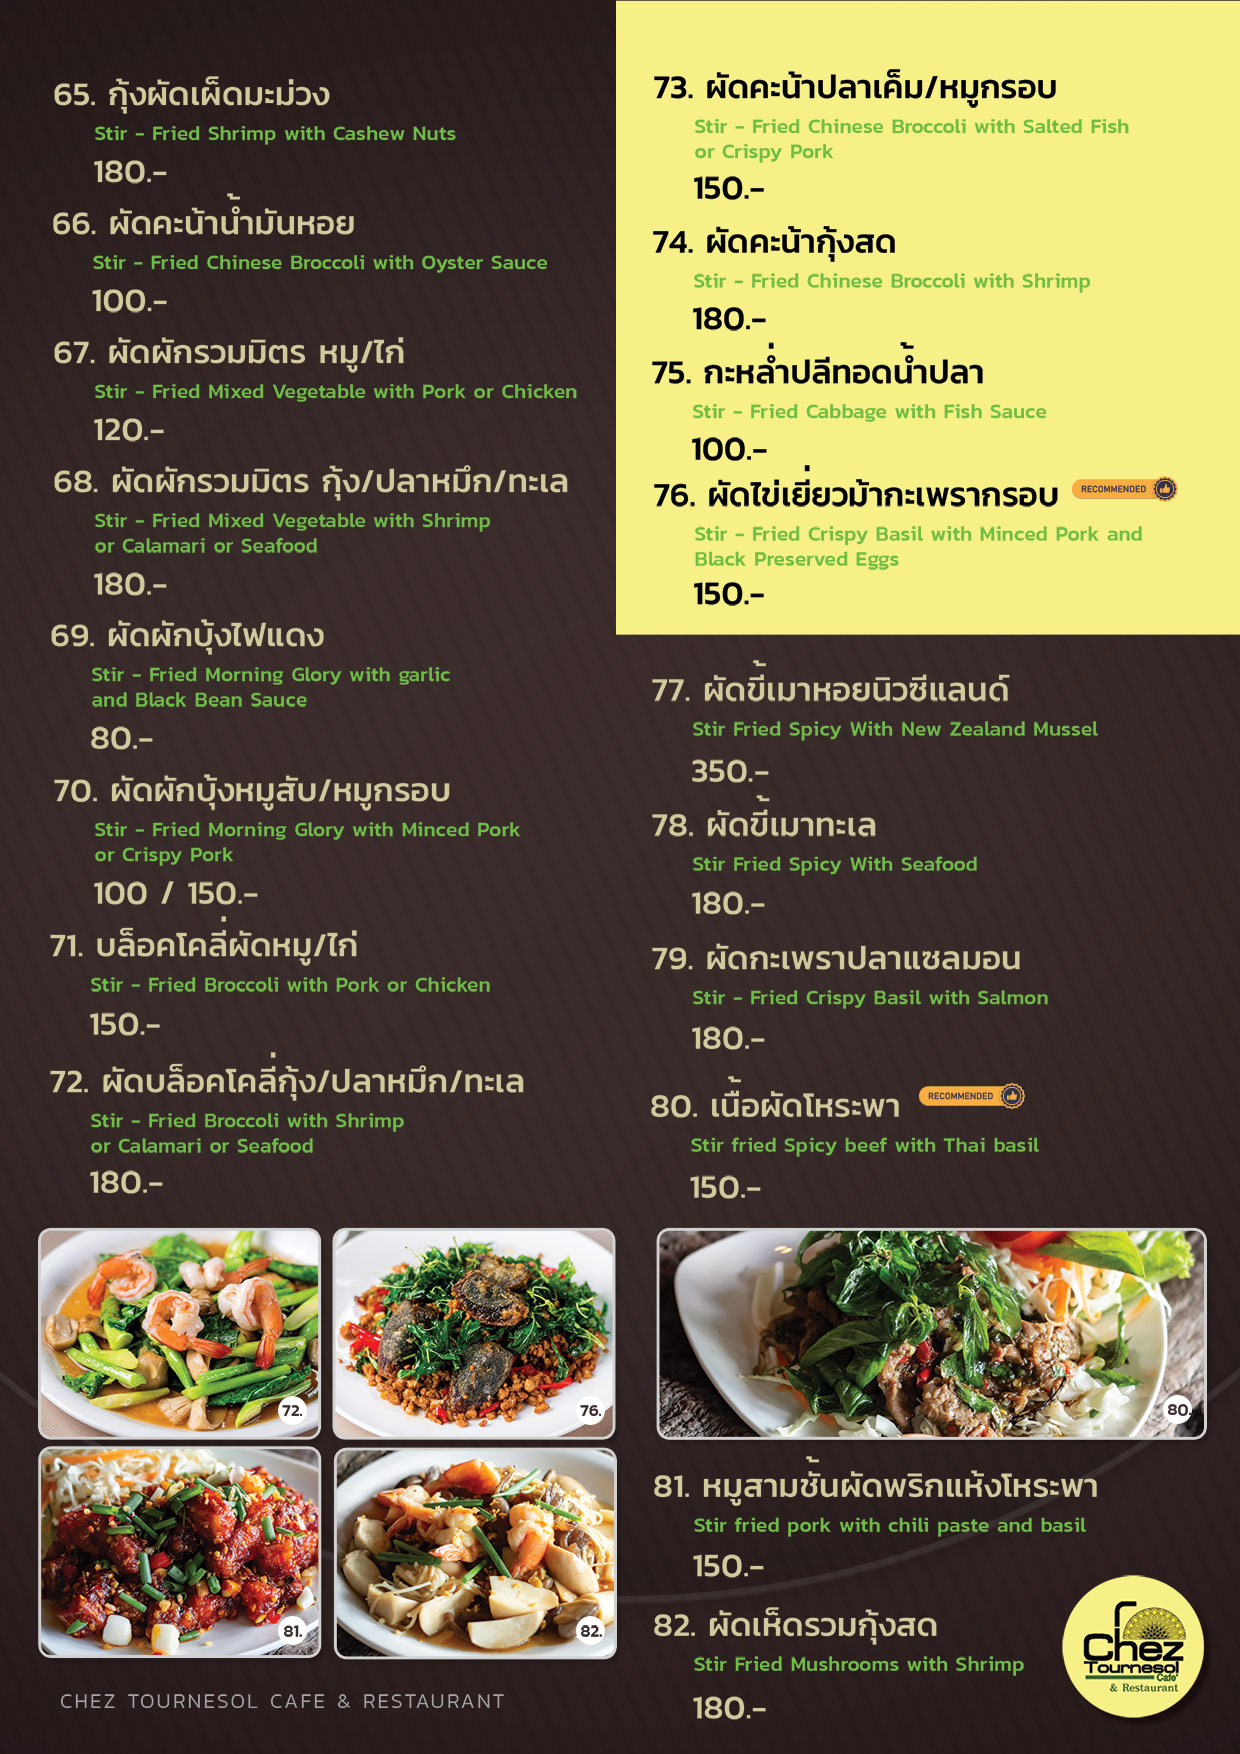 65. กุ้งผัดเผ็ดมะม่วง
Stir - Fried Shrimp with Cashew Nuts
180.-
66. ผัดคะน้าน้ำมันหอย
Stir - Fried Chinese Broccoli with Oyster Sauce
100.-
67. ผัดผักรวมมิตร หมู/ไก่
Stir - Fried Mixed Vegetable with Pork or Chicken
120.-
68. ผัดผักรวมมิตร กุ้ง/ปลาหมึก/ทะเล
Stir - Fried Mixed Vegetable with Shrimp
or Calamari or Seafood
180.-
69. ผัดผักบุ้งไฟแดง
Stir - Fried Morning Glory with garlic
and Black Bean Sauce
80.-
70. ผัดผักบุ้งหมูสับ/หมูกรอบ
Stir - Fried Morning Glory with Minced Pork
or Crispy Pork
100 / 150.-
71. บล็อคโคลี่ผัดหมู/ไก่
Stir - Fried Broccoli with Pork or Chicken
150.-
72. ผัดบล็อคโคลี่กุ้ง/ปลาหมึก/ทะเล
Stir - Fried Broccoli with Shrimp
or Calamari or Seafood
180.-
73. ผัดคะน้าปลาเค็ม/หมูกรอบ
Stir - Fried Chinese Broccoli with Salted Fish
or Crispy Pork
150.-
74. ผัดคะน้ากุ้งสด
Stir - Fried Chinese Broccoli with Shrimp
180.-
75. กะหล่ำปลีทอดน้ำปลา
Stir - Fried Cabbage with Fish Sauce
100.-
76. ผัดไข่เยี่ยวม้ากะเพรากรอบ RECOMMENDED
Stir - Fried Crispy Basil with Minced Pork and
Black Preserved Eggs
150.-
77. ผัดขี้เมาหอยนิวซีแลนด์
Stir Fried Spicy With New Zealand Mussel
350.-
78. ผัดขี้เมาทะเล
Stir Fried Spicy With Seafood
180.-
79. ผัดกะเพราปลาแซลมอน
Stir - Fried Crispy Basil with Salmon
180.-
80. เนื้อผัดโหระพา RECOMMENDED
Stir fried Spicy beef with Thai basil
150.-
72.
76.
80.
81.
82.
81. หมูสามชั้นผัดพริกแห้งโหระพา
Stir fried pork with chili paste and basil
150.-
82. ผัดเห็ดรวมกุ้งสด
Stir Fried Mushrooms with Shrimp
180.-
CHEZ TOURNESOL CAFE & RESTAURANT
Chez
Tournesol
Cafe'
& Restaurant